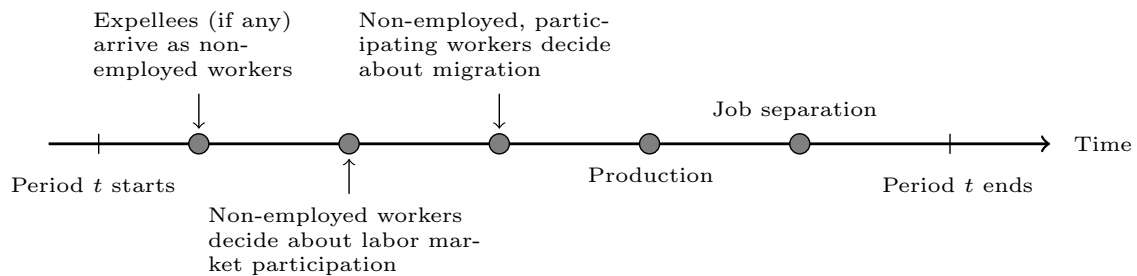 Expellees (if any)
arrive as non-
employed workers
Non-employed, partic-
ipating workers decide
about migration
Job separation
Time
Production
Period t starts
Period t ends
Non-employed workers
decide about labor mar-
ket participation